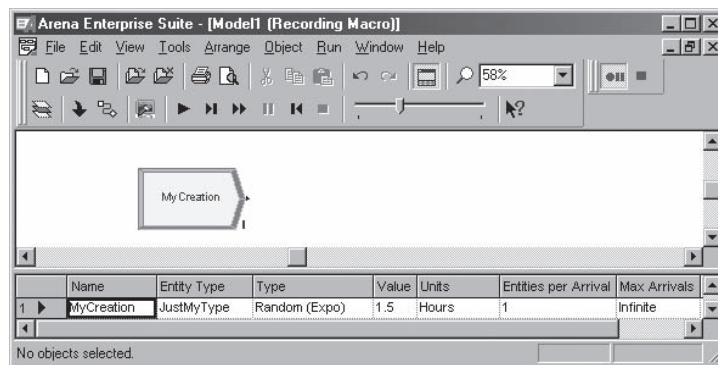 Arena Enterprise Suite - [Model1 (Recording Macro)]
File Edit View Tools Arrange Object Run Window Help
58%
MyCreation
Name Entity Type Type Value Units Entities per Arrival Max Arrivals
1 MyCreation JustMyType Random (Expo) 1.5 Hours 1 Infinite
No objects selected.